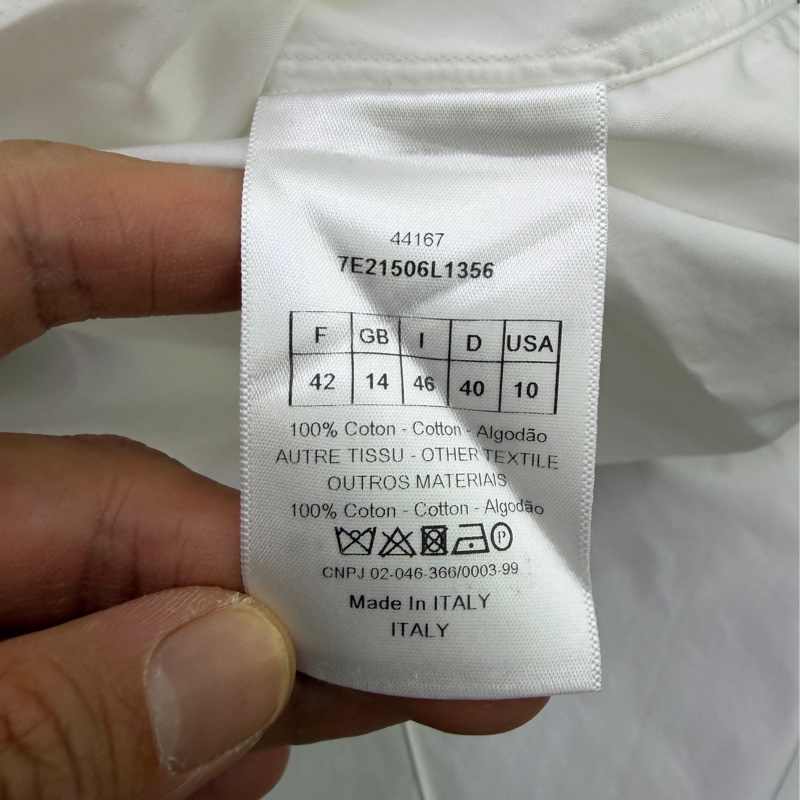 44167
7E21506L1356
F GB I D USA
42 14 46 40 10
100% Coton - Cotton - Algodão
AUTRE TISSU - OTHER TEXTILE
OUTROS MATERIAIS
100% Coton - Cotton - Algodão
P
CNPJ 02-046-366/0003-99
Made In ITALY
ITALY